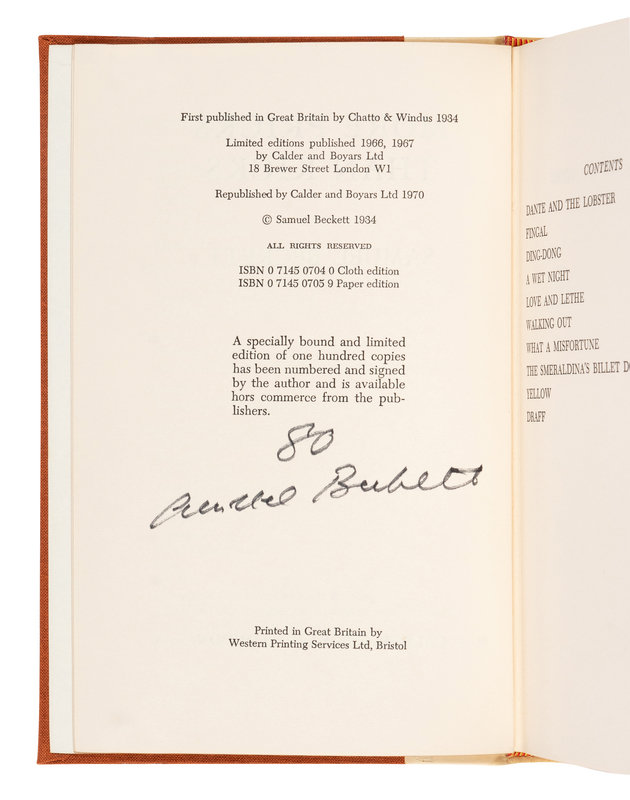 First published in Great Britain by Chatto & Windus 1934
Limited editions published 1966, 1967
by Calder and Boyars Ltd
18 Brewer Street London W1
Republished by Calder and Boyars Ltd 1970
© Samuel Beckett 1934
ALL RIGHTS RESERVED
ISBN 0 7145 0704 0 Cloth edition
ISBN 0 7145 0705 9 Paper edition
A specially bound and limited
edition of one hundred copies
has been numbered and signed
by the author and is available
hors commerce from the pub-
lishers.
80
Samuel Beckett
Printed in Great Britain by
Western Printing Services Ltd, Bristol
CONTENTS
DANTE AND THE LOBSTER
FINGAL
DING-DONG
A WET NIGHT
LOVE AND LETHE
WALKING OUT
WHAT A MISFORTUNE
THE SMERALDINA'S BILLET
YELLOW
DRAFF